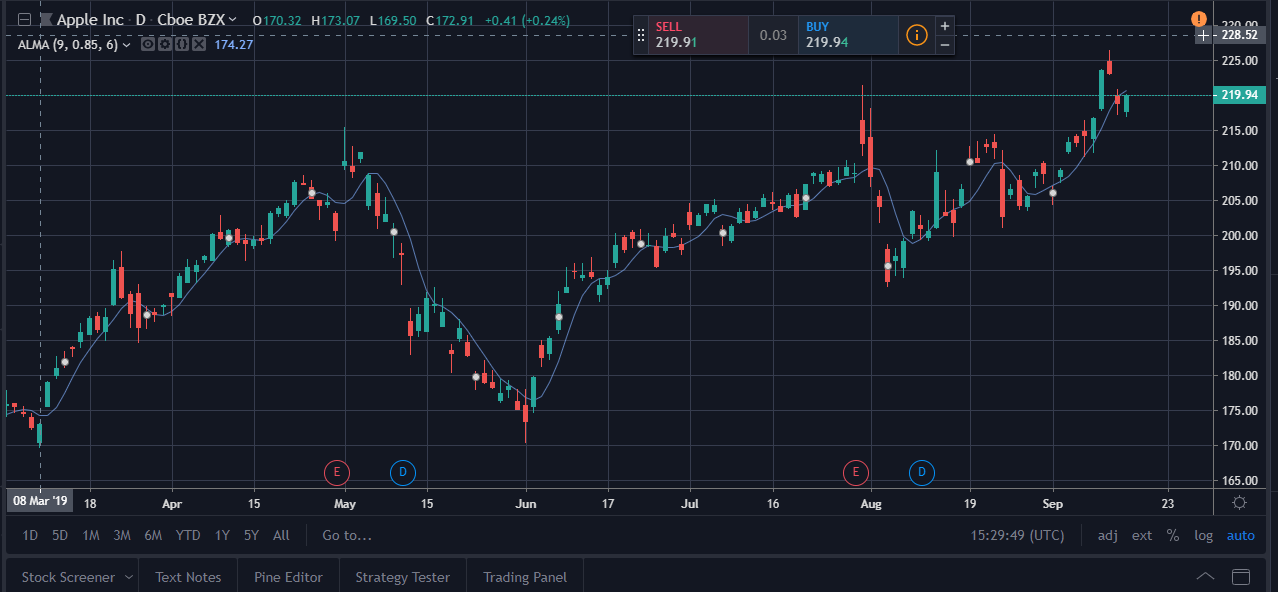 Apple Inc · D · Cboe BZX O170.32 H173.07 L169.50 C172.91 +0.41 (+0.24%)
ALMA (9, 0.85, 6) 174.27
SELL
219.91
0.03
BUY
219.94
220.00
228.52
225.00
219.94
215.00
210.00
205.00
200.00
195.00
190.00
185.00
180.00
175.00
170.00
165.00
E D E D
08 Mar '19 18 Apr 15 May 15 Jun 17 Jul 16 Aug 19 Sep 23
1D 5D 1M 3M 6M YTD 1Y 5Y All Go to... 15:29:49 (UTC) adj ext % log auto
Stock Screener Text Notes Pine Editor Strategy Tester Trading Panel